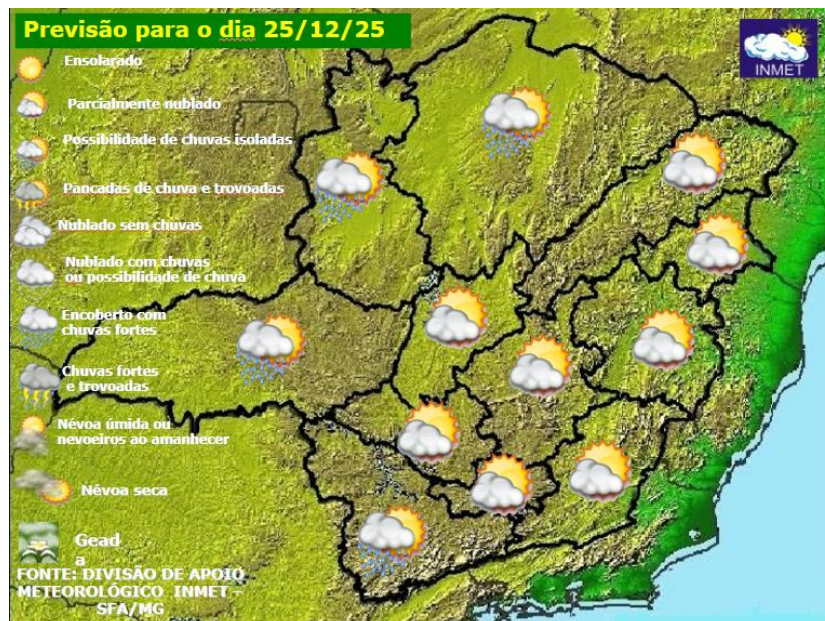 Previsão para o dia 25/12/25
INMET
Ensolarado
Parcialmente nublado
Possibilidade de chuvas isoladas
Pancadas de chuva e trovoadas
Nublado sem chuvas
Nublado com chuvas
ou possibilidade de chuva
Encoberto com
chuvas fortes
Chuvas fortes
e trovoadas
Névoa úmida ou
nevoeiros ao amanhecer
Névoa seca
Gead
a
FONTE: DIVISÃO DE APOIO
METEOROLÓGICO INMET -
SFA/MG